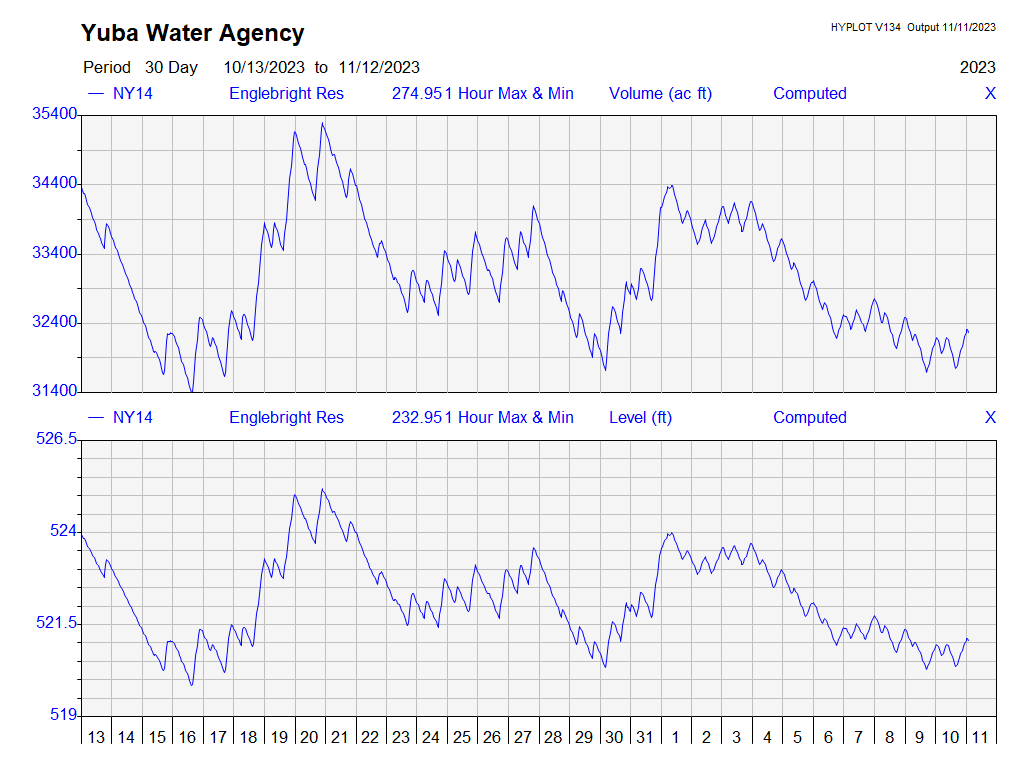 Yuba Water Agency
HYPLOT V134 Output 11/11/2023
Period 30 Day 10/13/2023 to 11/12/2023 2023
NY14 Englebright Res 274.951 Hour Max & Min Volume (ac ft) Computed X
35400
34400
33400
32400
31400
NY14 Englebright Res 232.951 Hour Max & Min Level (ft) Computed X
526.5
524
521.5
519
13 14 15 16 17 18 19 20 21 22 23 24 25 26 27 28 29 30 31 1 2 3 4 5 6 7 8 9 10 11